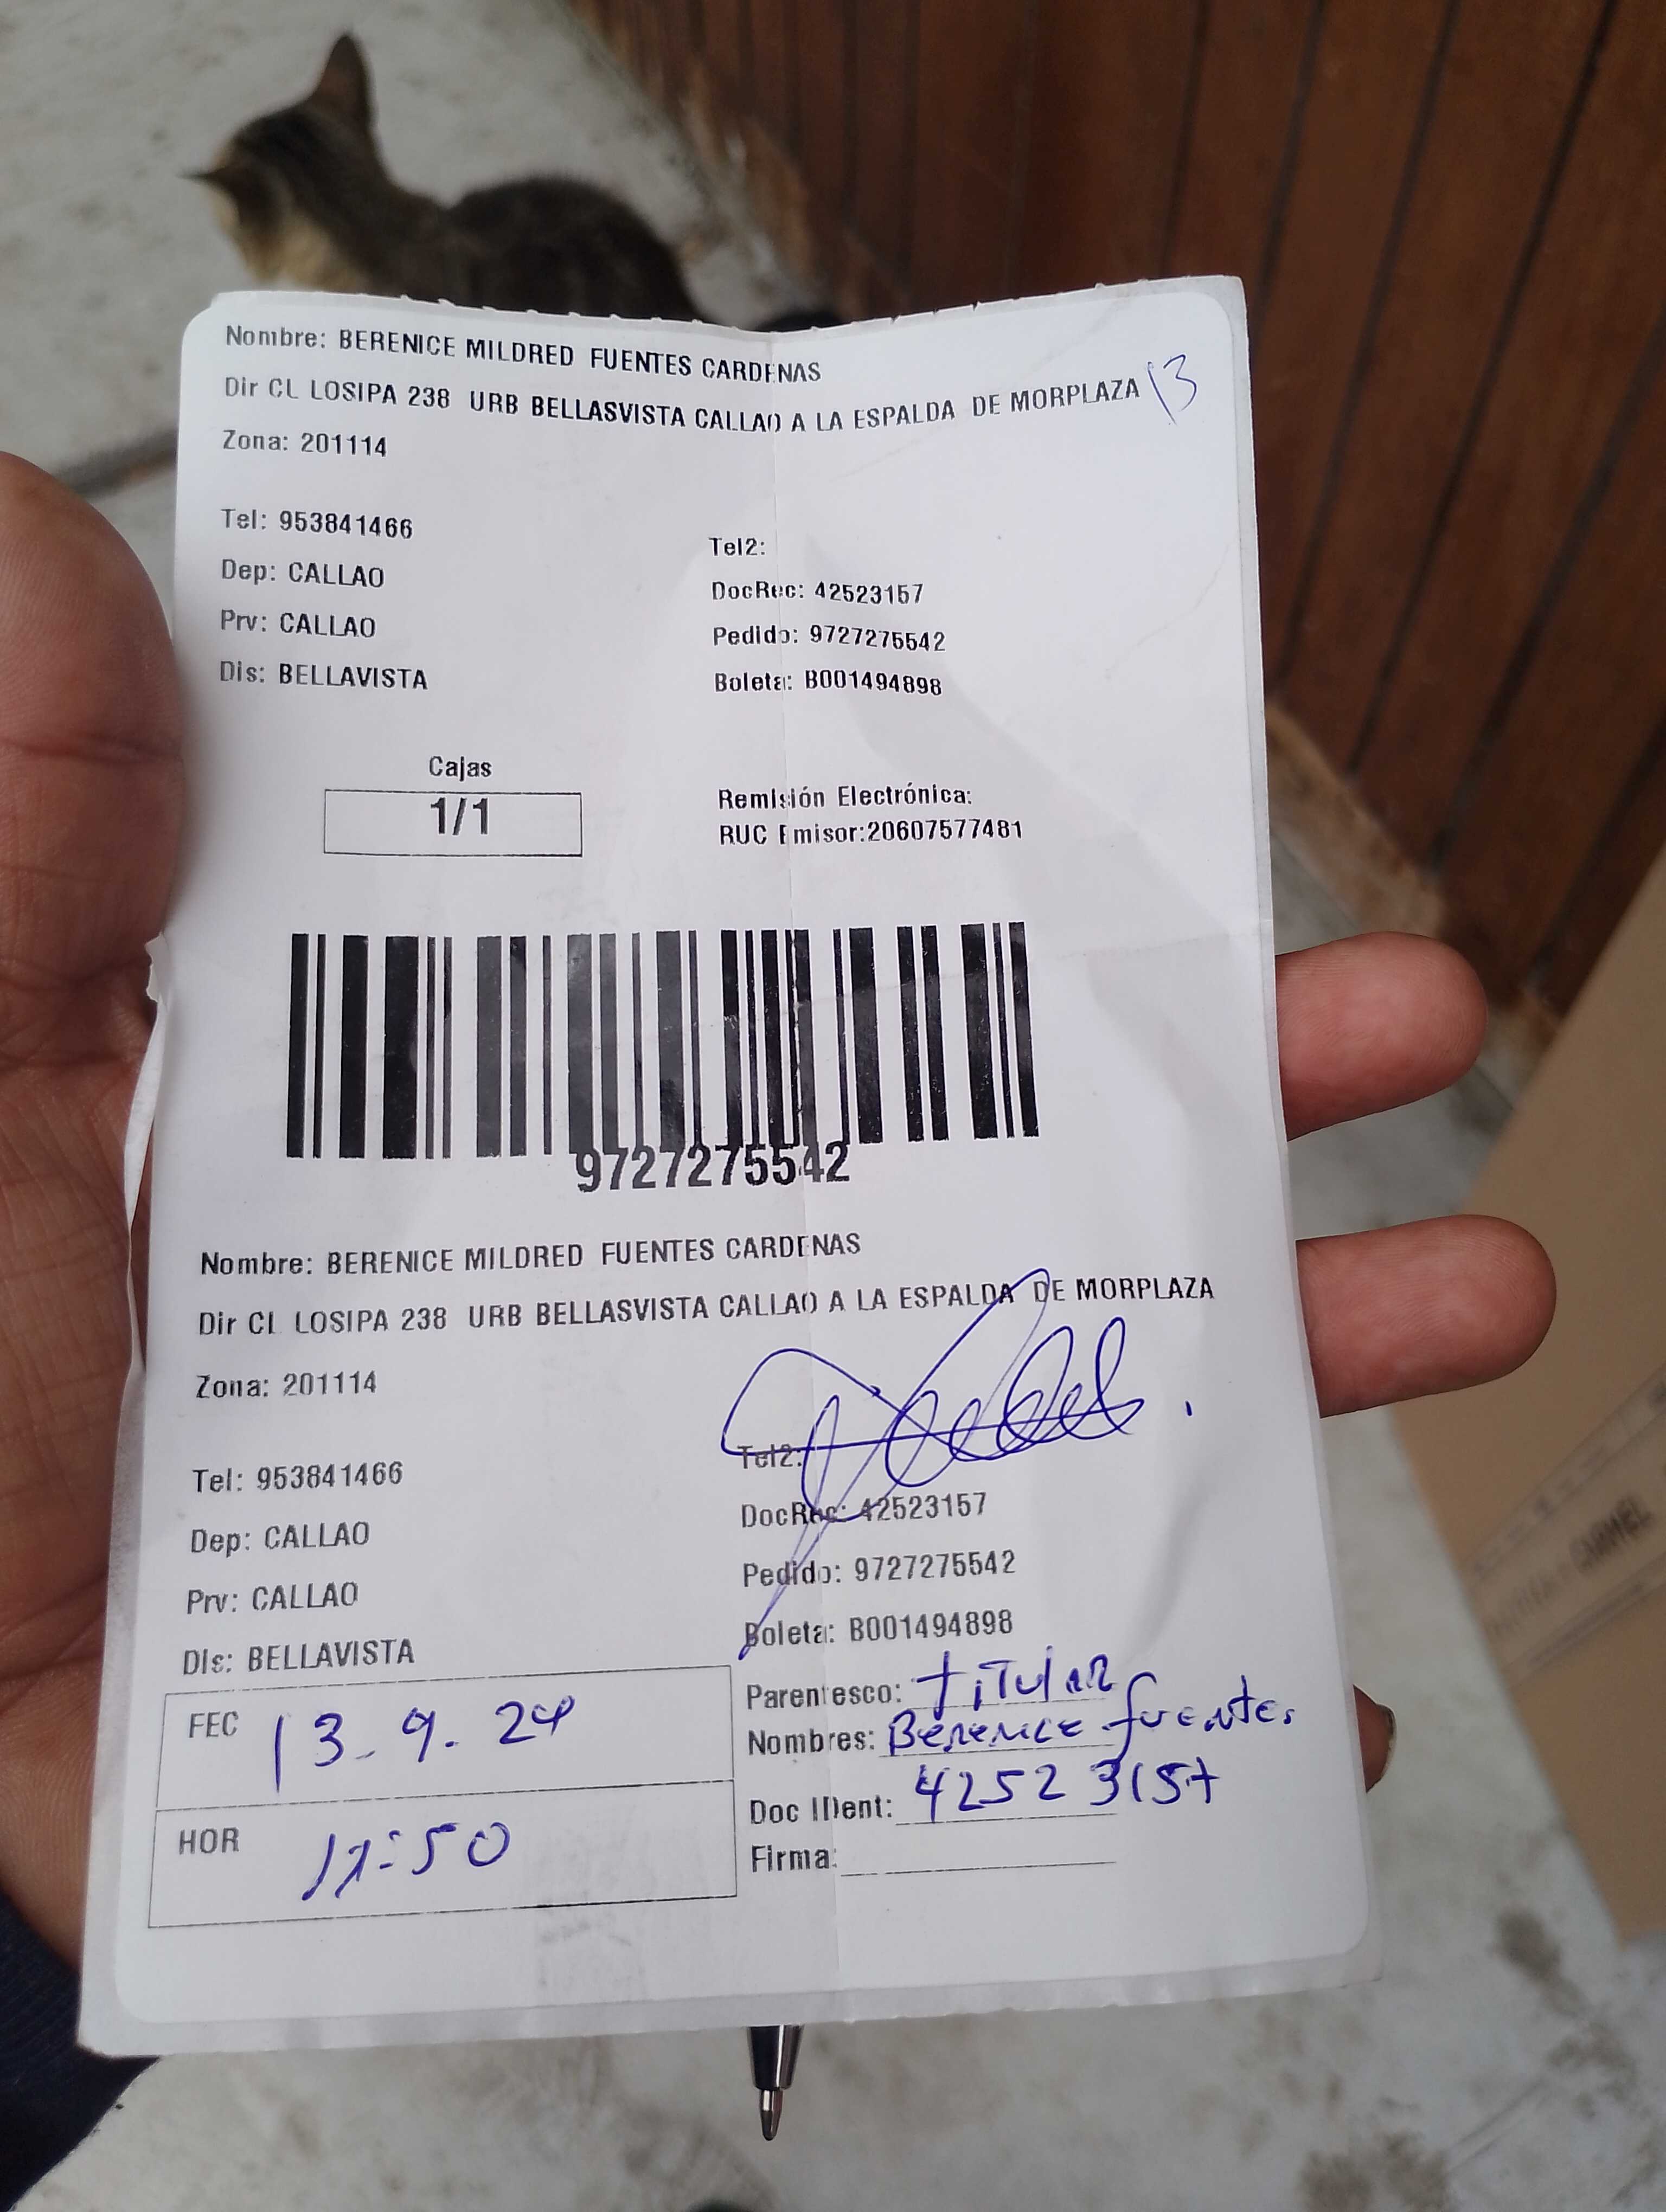 Nombre: BERENICE MILDRED FUENTES CARDENAS
Dir CL LOSIPA 238 URB BELLASVISTA CALLAO A LA ESPALDA DE MORPLAZA 13
Zona: 201114
Tel: 953841466
Tel2:
Dep: CALLAO
DocRec: 42523157
Prv: CALLAO
Pedido: 9727275542
Dis: BELLAVISTA
Boleta: B001494898
Cajas
1/1
Remisión Electrónica:
RUC Emisor:20607577481
9727275542
Nombre: BERENICE MILDRED FUENTES CARDENAS
Dir CL LOSIPA 238 URB BELLASVISTA CALLAO A LA ESPALDA DE MORPLAZA
Zona: 201114
Tel2:
Tel: 953841466
DocRec: 42523157
Dep: CALLAO
Pedido: 9727275542
Prv: CALLAO
Boleta: B001494898
Dis: BELLAVISTA
Parentesco: titular
FEC 13.9.24
Nombres: Berenice fuentes
Doc IDent: 42523157
HOR
Firma:
CARMEL